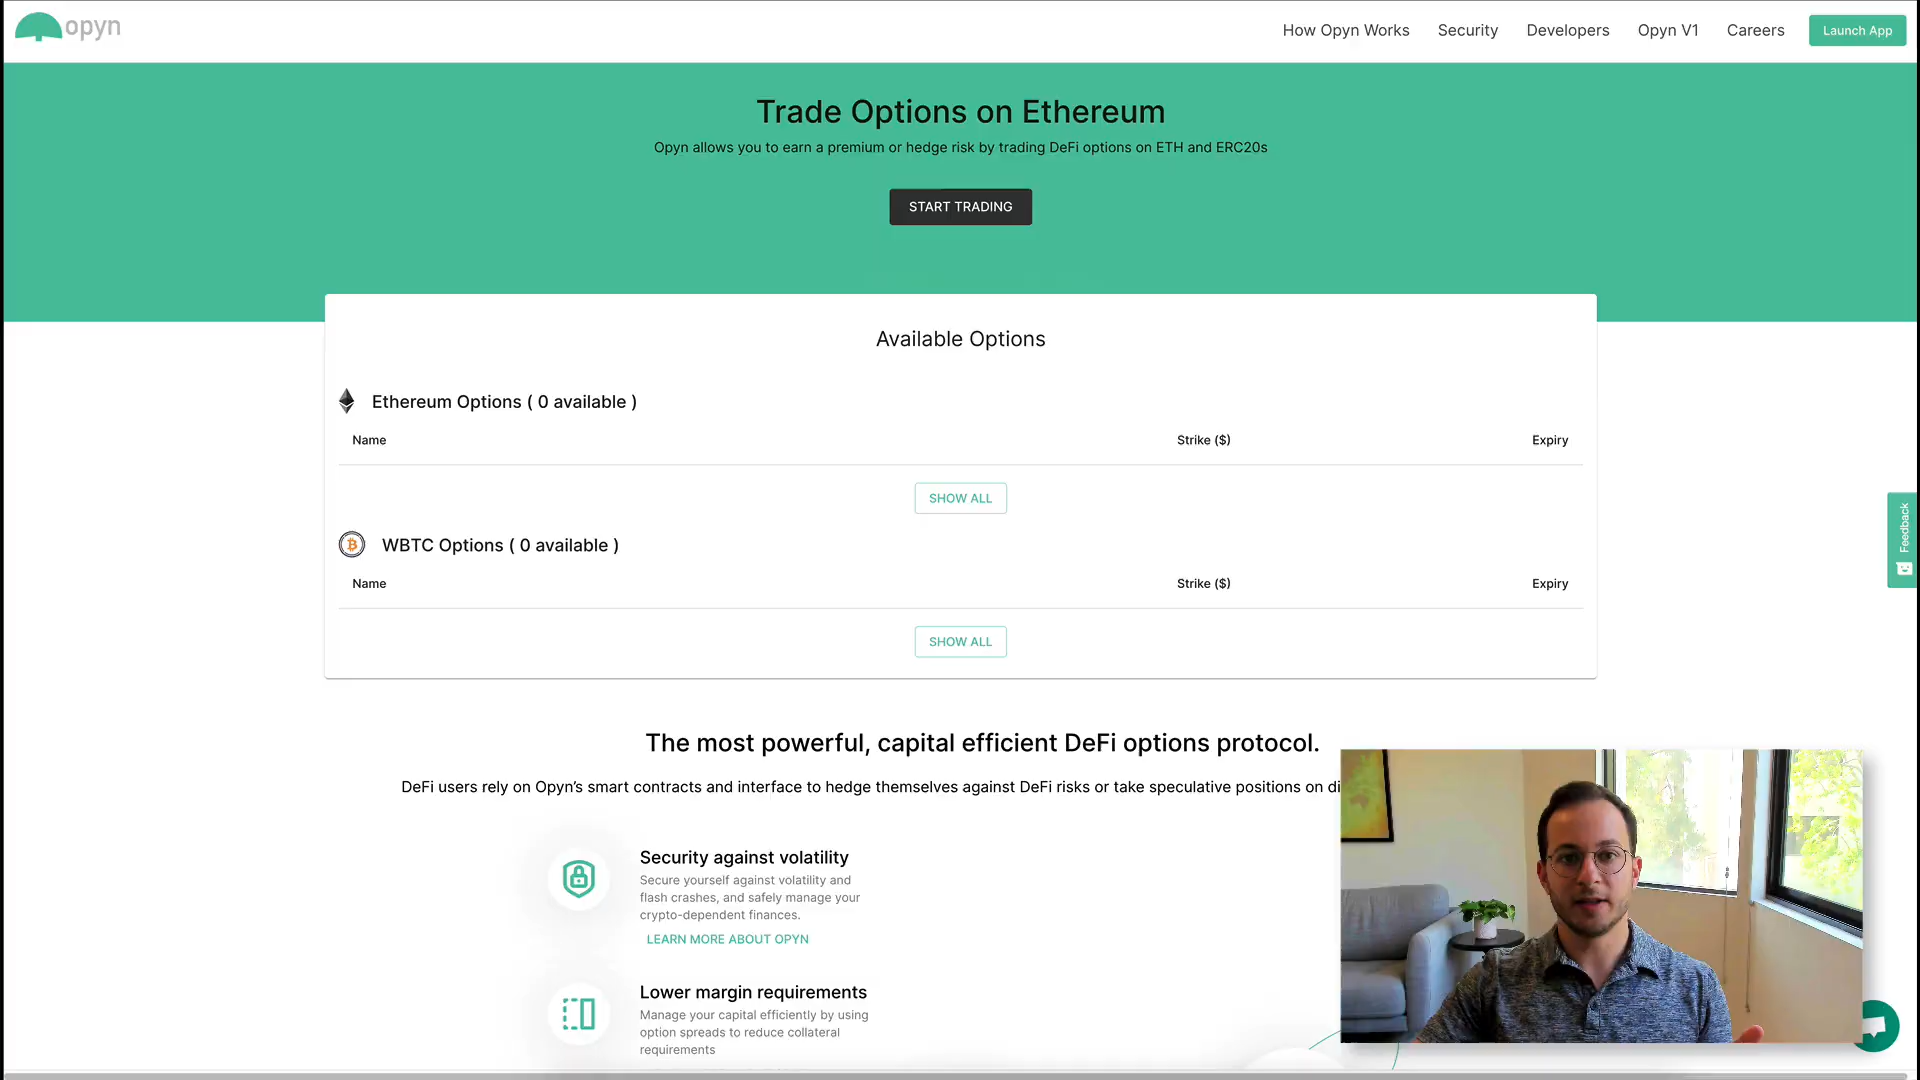 opyn
How Opyn Works Security Developers Opyn V1 Careers Launch App
Trade Options on Ethereum
Opyn allows you to earn a premium or hedge risk by trading DeFi options on ETH and ERC20s
START TRADING
Available Options
Ethereum Options ( 0 available )
Name Strike ($) Expiry
SHOW ALL
WBTC Options ( 0 available )
Name Strike ($) Expiry
SHOW ALL
Feedback
The most powerful, capital efficient DeFi options protocol.
DeFi users rely on Opyn’s smart contracts and interface to hedge themselves against DeFi risks or take speculative positions on di
Security against volatility
Secure yourself against volatility and
flash crashes, and safely manage your
crypto-dependent finances.
LEARN MORE ABOUT OPYN
Lower margin requirements
Manage your capital efficiently by using
option spreads to reduce collateral
requirements